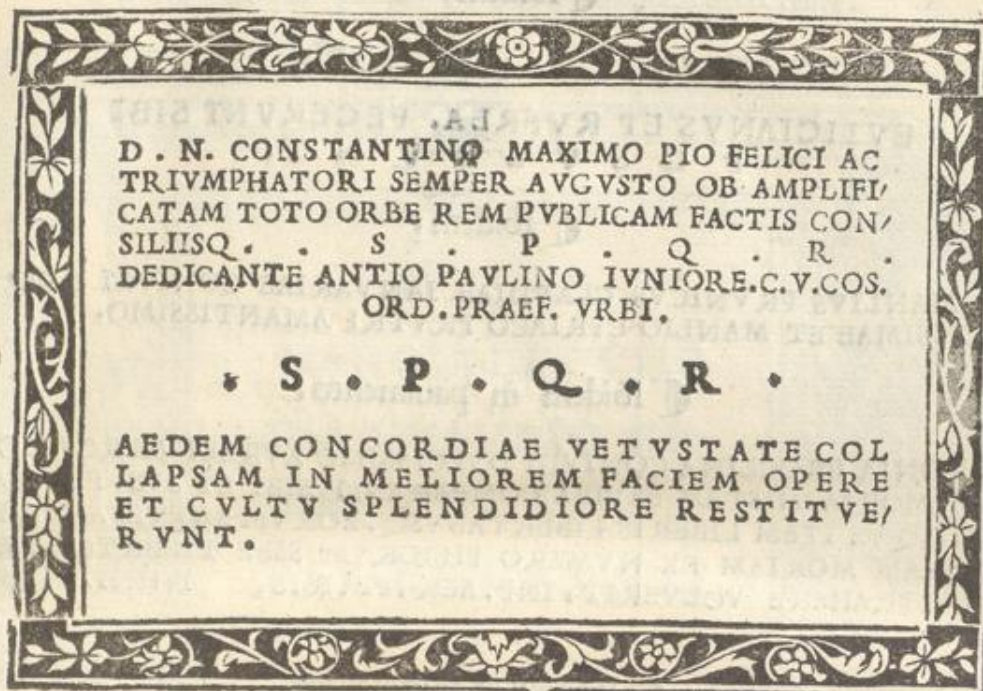 D . N. CONSTANTINO MAXIMO PIO FELICI AC
TRIVMPHATORI SEMPER AVGVSTO OB AMPLIFI/
CATAM TOTO ORBE REM PVBLICAM FACTIS CON/
SILIISQ . . S . P . Q . R .
DEDICANTE ANTIO PAVLINO IVNIORE.C.V.COS.
ORD.PRAEF. VRBI.
. S . P . Q . R .
AEDEM CONCORDIAE VETVSTATE COL
LAPSAM IN MELIOREM FACIEM OPERE
ET CVLTV SPLENDIDIORE RESTITVE/
RVNT.